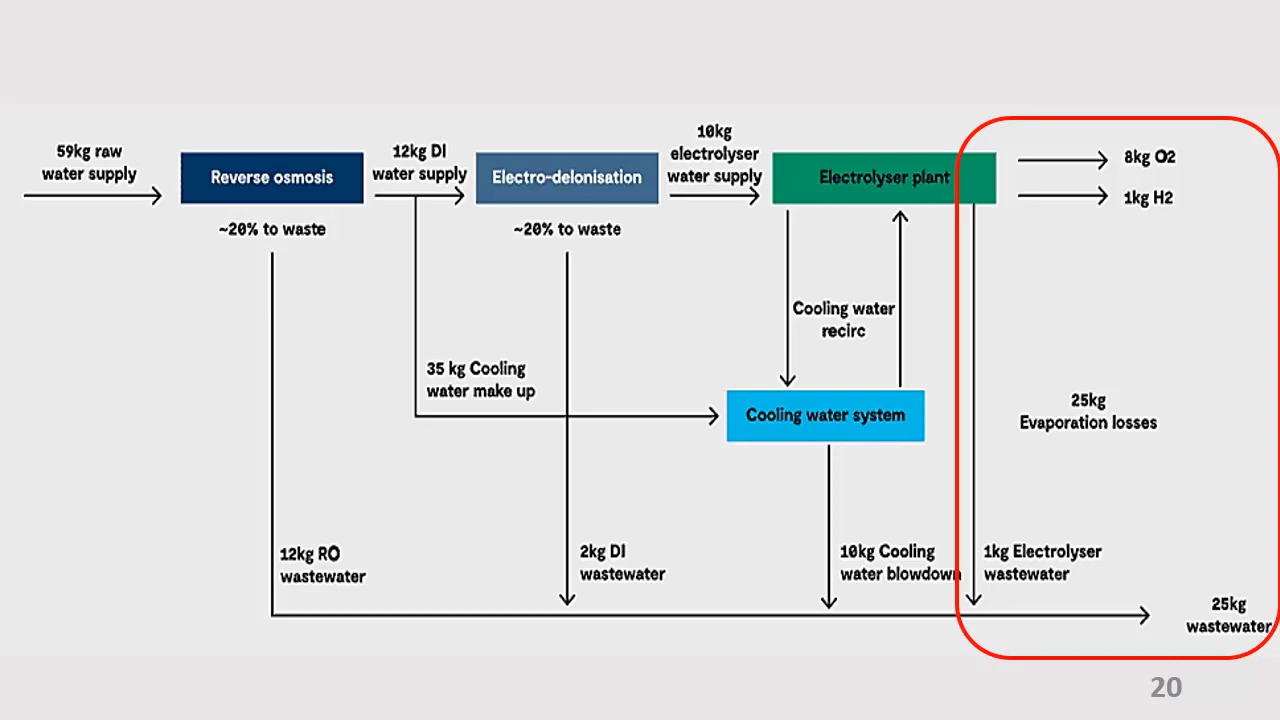 59kg raw
water supply
Reverse osmosis
~20% to waste
12kg DI
water supply
Electro-delonisation
~20% to waste
10kg
electrolyser
water supply
Electrolyser plant
8kg O2
1kg H2
Cooling water
recirc
35 kg Cooling
water make up
Cooling water system
25kg
Evaporation losses
12kg RO
wastewater
2kg DI
wastewater
10kg Cooling
water blowdown
1kg Electrolyser
wastewater
25kg
wastewater
20